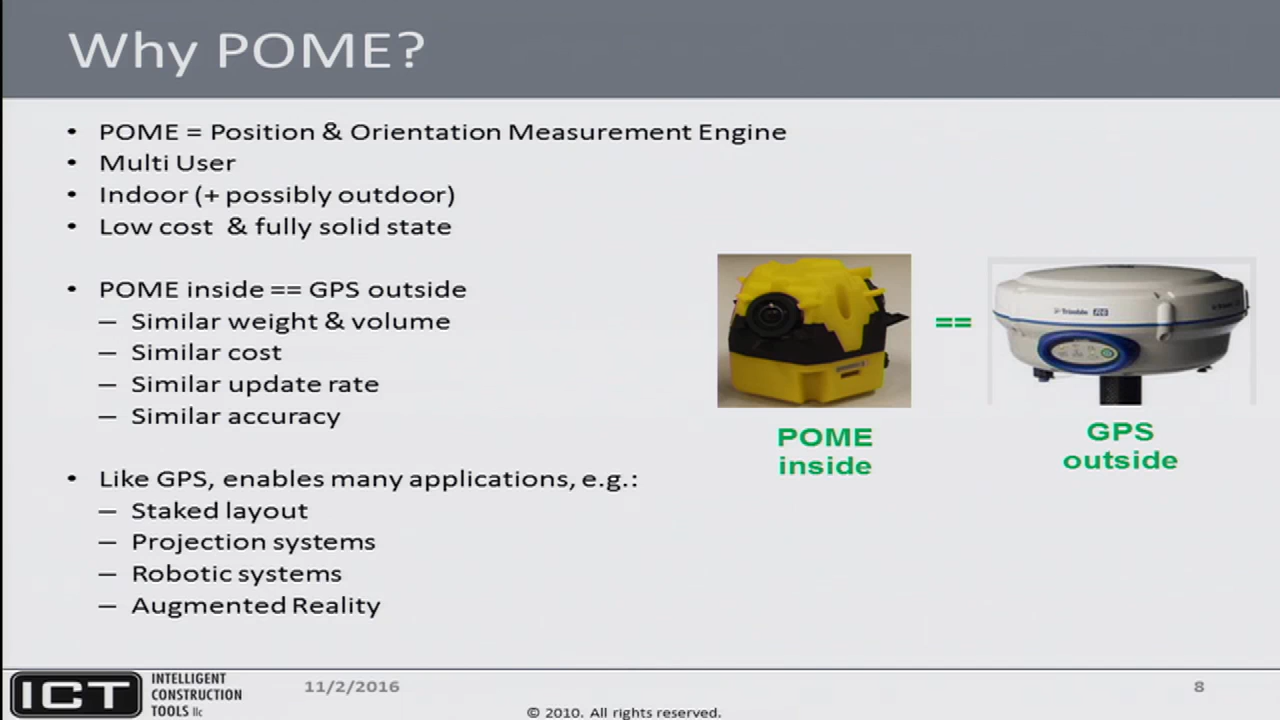 Why POME?
• POME = Position & Orientation Measurement Engine
• Multi User
• Indoor (+ possibly outdoor)
• Low cost & fully solid state
• POME inside == GPS outside
– Similar weight & volume
– Similar cost
– Similar update rate
– Similar accuracy
Trimble R6
==
POME
inside
GPS
outside
• Like GPS, enables many applications, e.g.:
– Staked layout
– Projection systems
– Robotic systems
– Augmented Reality
ICT
INTELLIGENT
CONSTRUCTION
TOOLS llc
11/2/2016
8
© 2010. All rights reserved.